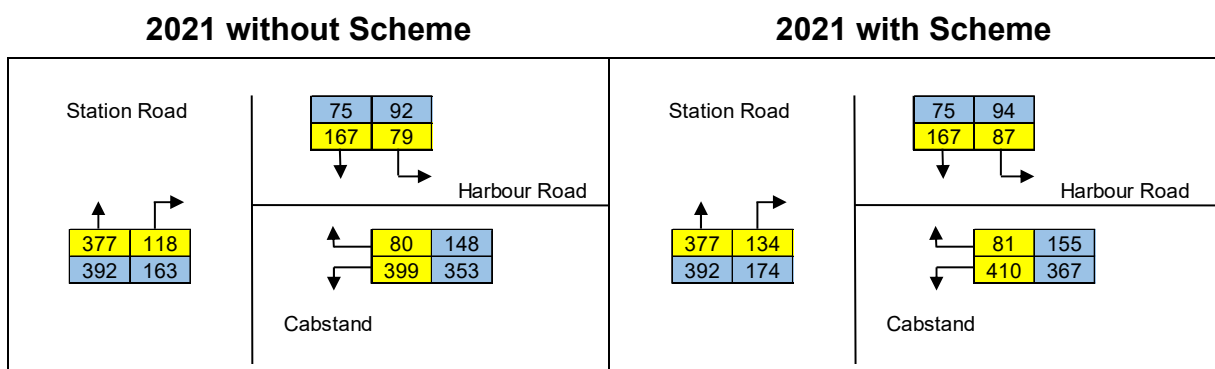 2021 without Scheme
Station Road
75 92
167 79
Harbour Road
377 118
392 163
80 148
399 353
Cabstand
2021 with Scheme
Station Road
75 94
167 87
Harbour Road
377 134
392 174
81 155
410 367
Cabstand